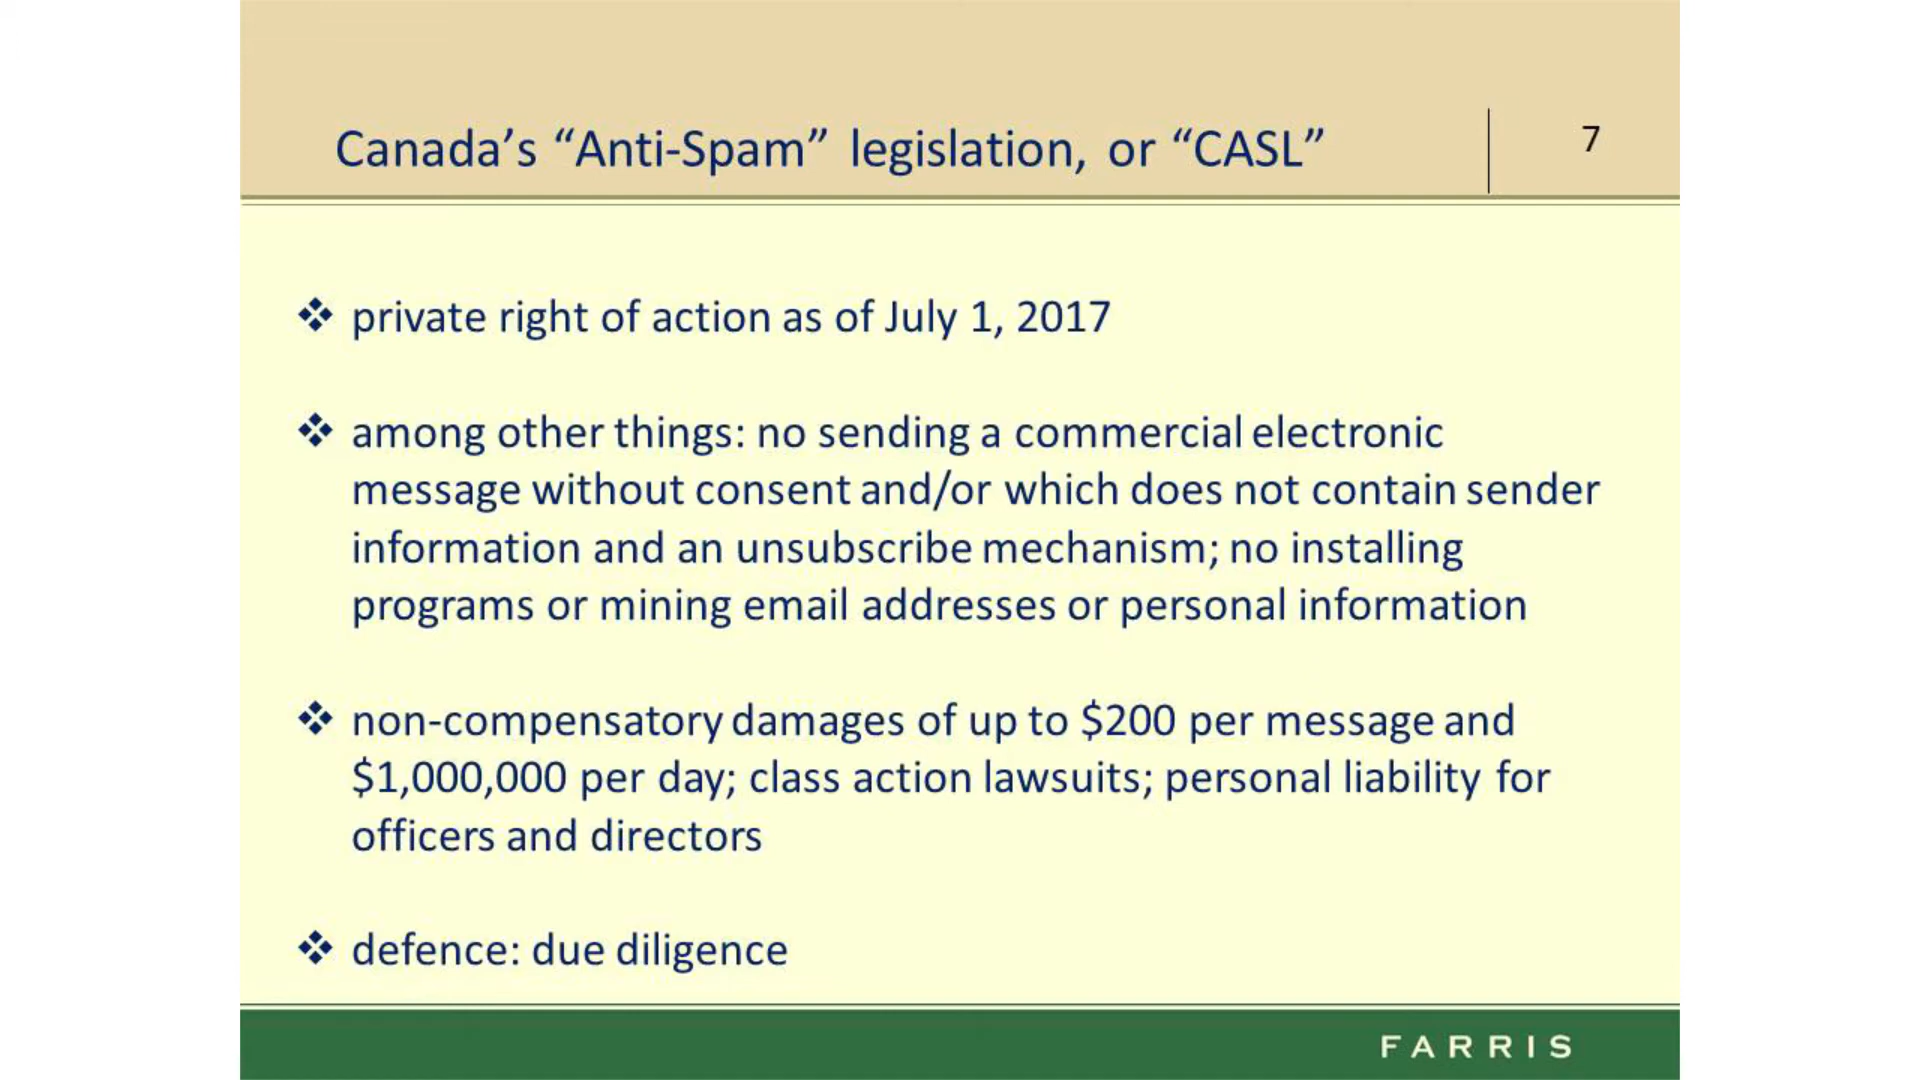 Canada’s “Anti-Spam” legislation, or “CASL”
7
❖ private right of action as of July 1, 2017
❖ among other things: no sending a commercial electronic
message without consent and/or which does not contain sender
information and an unsubscribe mechanism; no installing
programs or mining email addresses or personal information
❖ non-compensatory damages of up to $200 per message and
$1,000,000 per day; class action lawsuits; personal liability for
officers and directors
❖ defence: due diligence
FARRIS